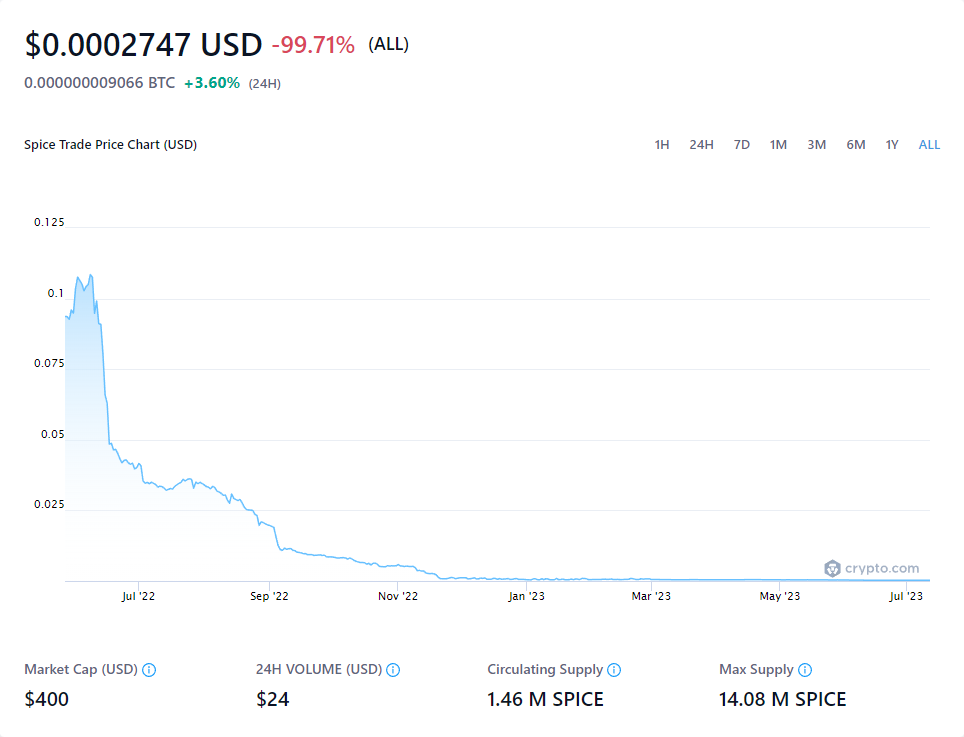 $0.0002747 USD -99.71% (ALL)
0.000000009066 BTC +3.60% (24H)
Spice Trade Price Chart (USD) 1H 24H 7D 1M 3M 6M 1Y ALL
0.125
0.1
0.075
0.05
0.025
crypto.com
Jul '22 Sep '22 Nov '22 Jan '23 Mar '23 May '23 Jul '23
Market Cap (USD) 24H VOLUME (USD) Circulating Supply Max Supply
$400 $24 1.46 M SPICE 14.08 M SPICE